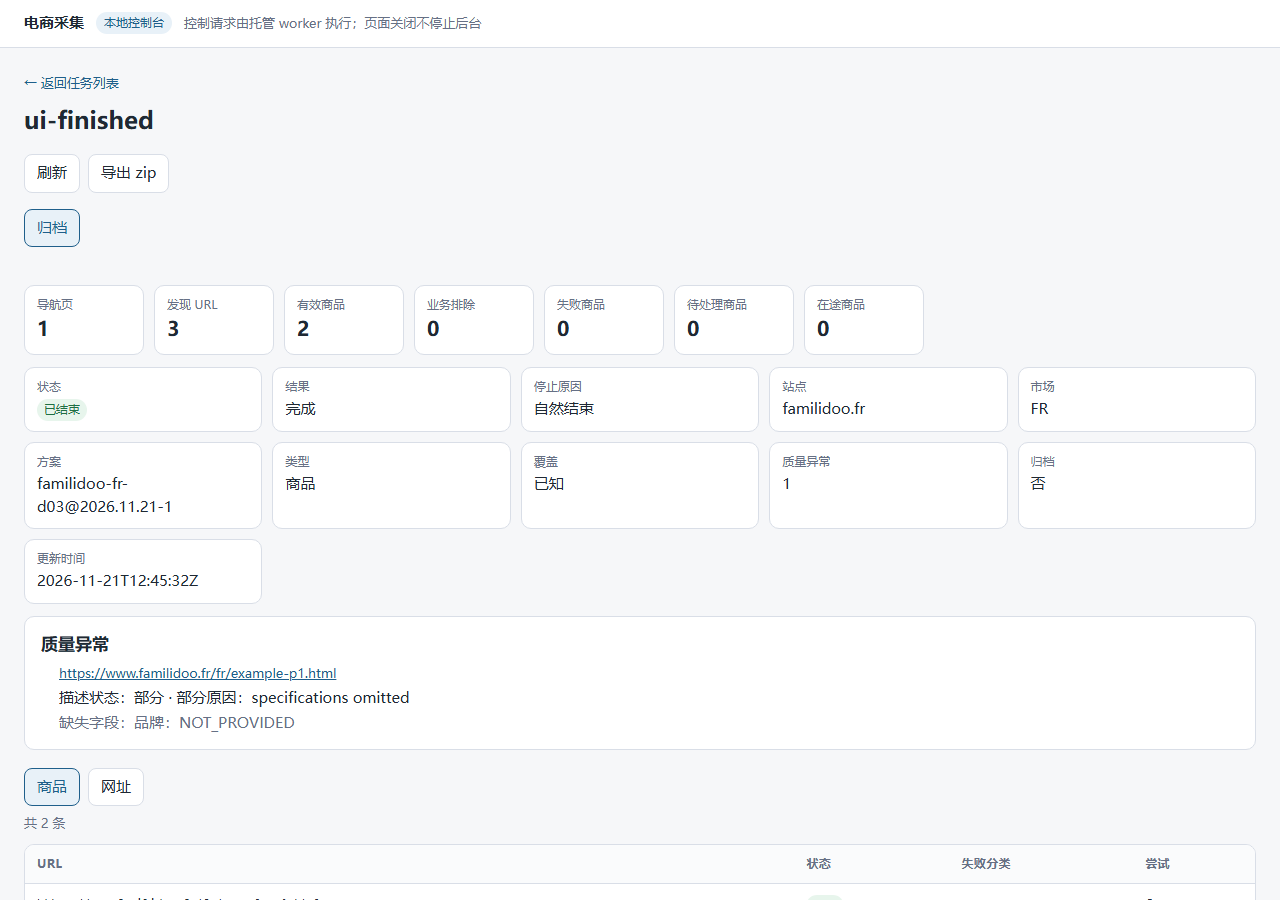 电商采集 本地控制台 控制请求由托管 worker 执行；页面关闭不停止后台
← 返回任务列表
ui-finished
刷新 导出 zip
归档
导航页 发现 URL 有效商品 业务排除 失败商品 待处理商品 在途商品
1 3 2 0 0 0 0
状态 结果 停止原因 站点 市场
已结束 完成 自然结束 familidoo.fr FR
方案 类型 覆盖 质量异常 归档
familidoo-fr- 商品 已知 1 否
d03@2026.11.21-1
更新时间
2026-11-21T12:45:32Z
质量异常
https://www.familidoo.fr/fr/example-p1.html
描述状态：部分 · 部分原因：specifications omitted
缺失字段：品牌：NOT_PROVIDED
商品 网址
共 2 条
URL 状态 失败分类 尝试